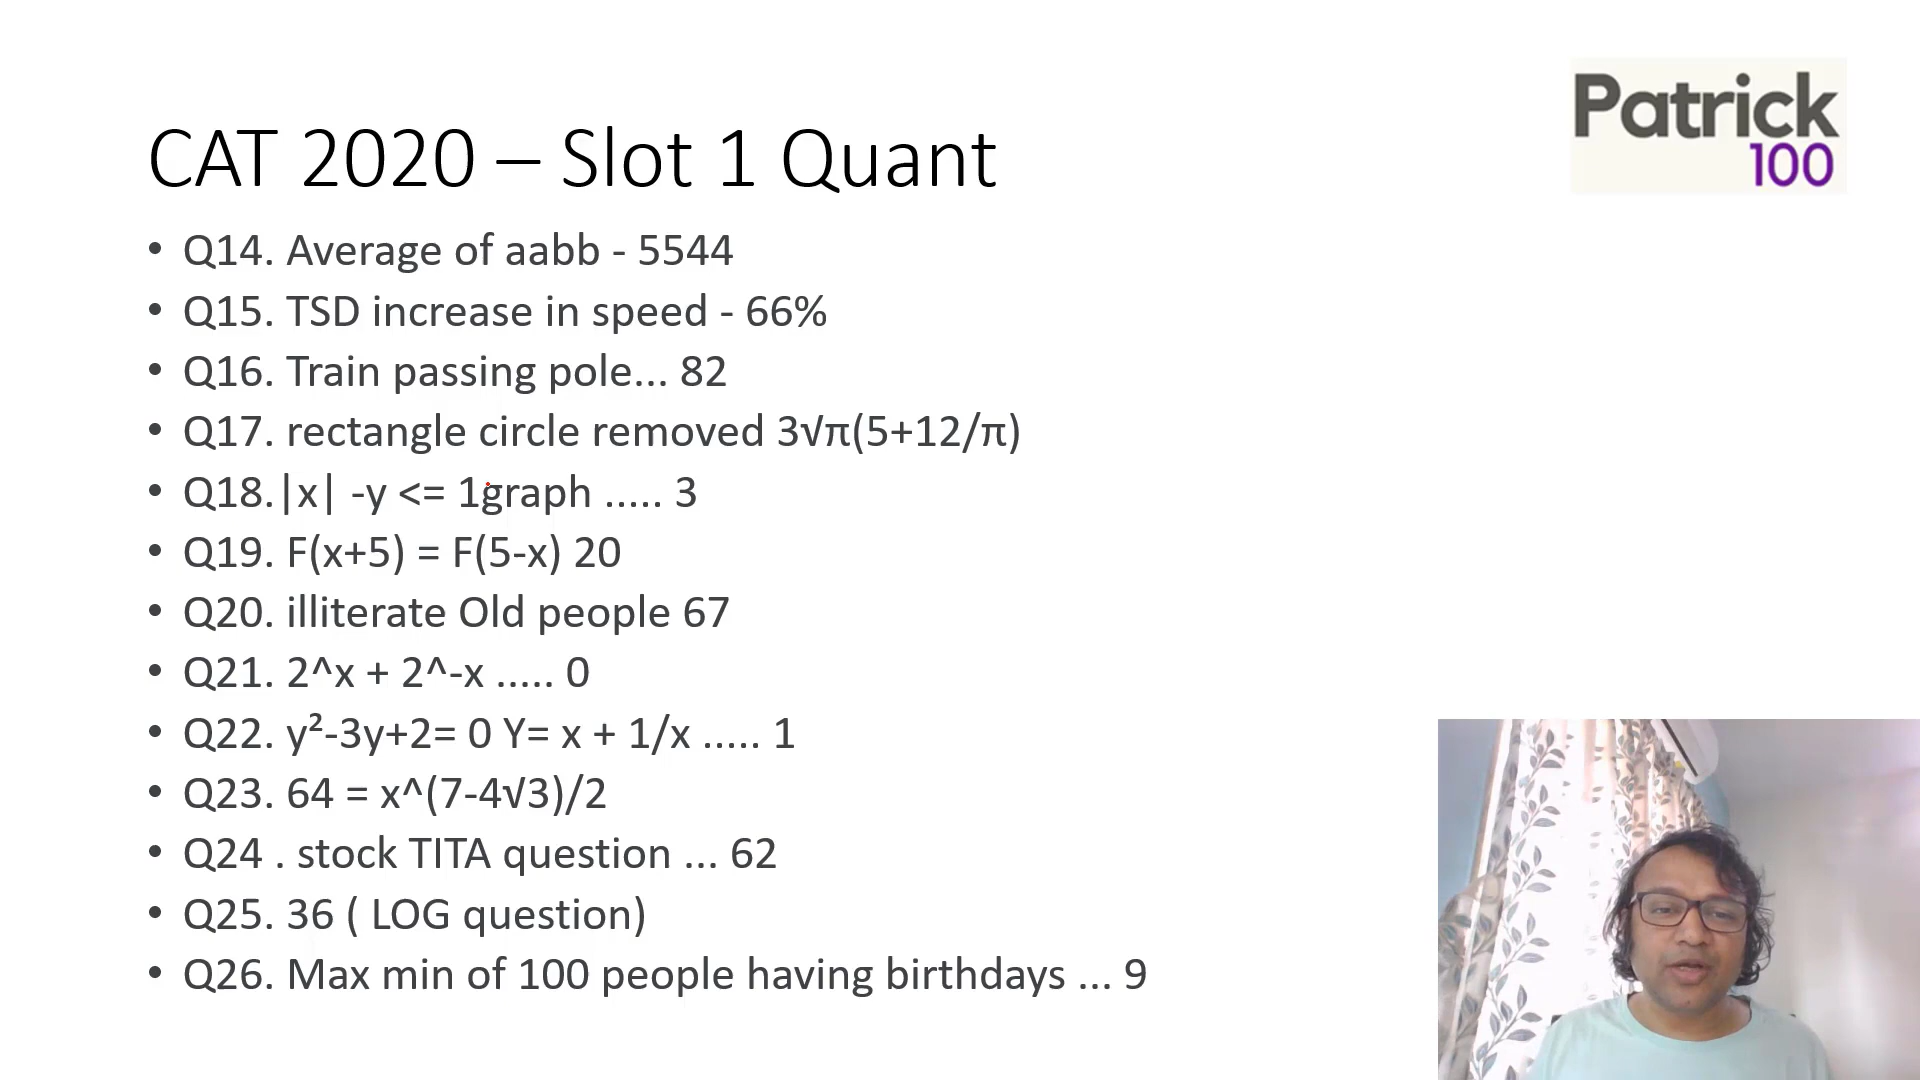 Patrick
100
CAT 2020 – Slot 1 Quant
• Q14. Average of aabb - 5544
• Q15. TSD increase in speed - 66%
• Q16. Train passing pole... 82
• Q17. rectangle circle removed 3√π(5+12/π)
• Q18.|x| -y <= 1graph ..... 3
• Q19. F(x+5) = F(5-x) 20
• Q20. illiterate Old people 67
• Q21. 2^x + 2^-x ..... 0
• Q22. y²-3y+2= 0 Y= x + 1/x ..... 1
• Q23. 64 = x^(7-4√3)/2
• Q24 . stock TITA question ... 62
• Q25. 36 ( LOG question)
• Q26. Max min of 100 people having birthdays ... 9